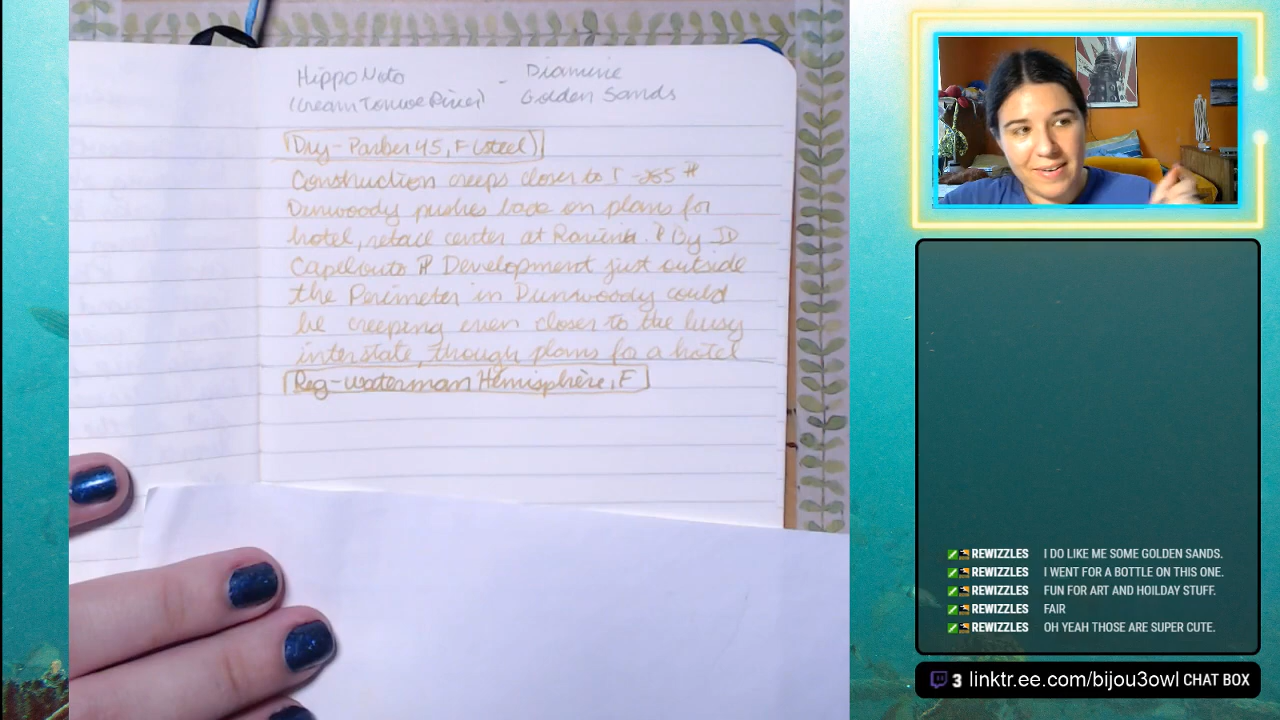 Hippo Noto - Diamine
(Cream Tomoe River) Golden Sands
Dry - Parker 45, F (steel)
Construction creeps closer to I-285 #
Dunwoody pushes back on plans for
hotel, retail center at Ravinia. P By JD
Capelouto P Development just outside
the Perimeter in Dunwoody could
be creeping even closer to the busy
interstate, though plans for a hotel
Reg - Waterman Hémisphère, F
REWIZZLES I DO LIKE ME SOME GOLDEN SANDS.
REWIZZLES I WENT FOR A BOTTLE ON THIS ONE.
REWIZZLES FUN FOR ART AND HOILDAY STUFF.
REWIZZLES FAIR
REWIZZLES OH YEAH THOSE ARE SUPER CUTE.
3 linktr.ee.com/bijou3owl CHAT BOX